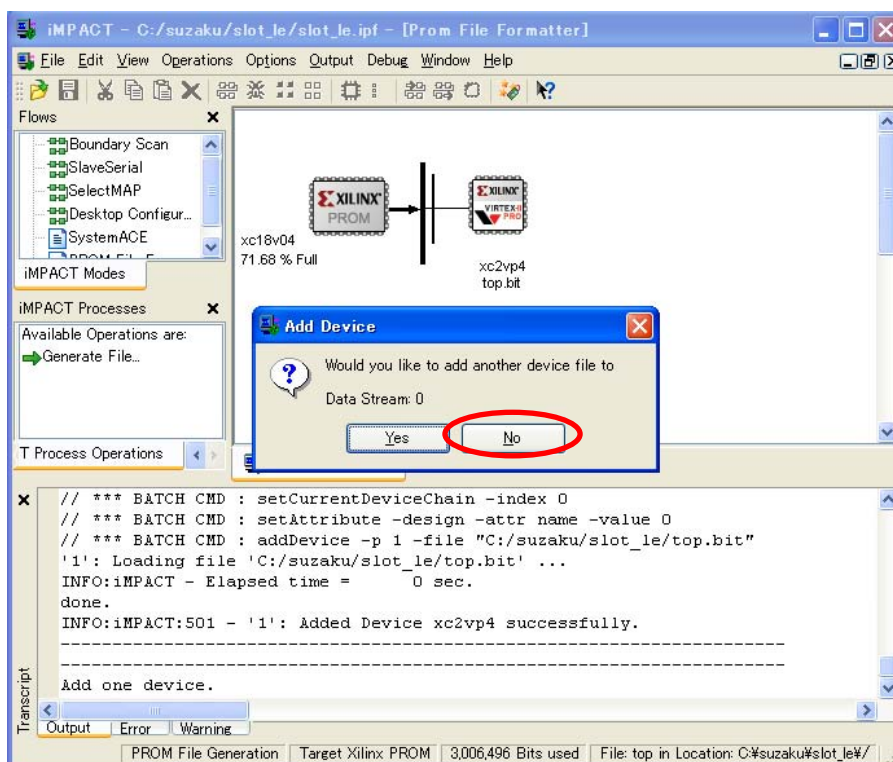 iMPACT - C:/suzaku/slot_le/slot_le.ipf - [Prom File Formatter]
File Edit View Operations Options Output Debug Window Help
Flows
Boundary Scan
SlaveSerial
SelectMAP
Desktop Configur...
SystemACE
iMPACT Modes
XILINX
PROM
xc18v04
71.68 % Full
XILINX
VIRTEX-II
PRO
xc2vp4
top.bit
iMPACT Processes
Available Operations are:
Generate File...
T Process Operations
Add Device
Would you like to add another device file to
Data Stream: 0
Yes No
// *** BATCH CMD : setCurrentDeviceChain -index 0
// *** BATCH CMD : setAttribute -design -attr name -value 0
// *** BATCH CMD : addDevice -p 1 -file "C:/suzaku/slot_le/top.bit"
'1': Loading file 'C:/suzaku/slot_le/top.bit' ...
INFO:iMPACT - Elapsed time =      0 sec.
done.
INFO:iMPACT:501 - '1': Added Device xc2vp4 successfully.
----------------------------------------------------------------------
----------------------------------------------------------------------
Add one device.
Transcript
Output Error Warning
PROM File Generation Target Xilinx PROM 3,006,496 Bits used File: top in Location: C:¥suzaku¥slot_le¥/